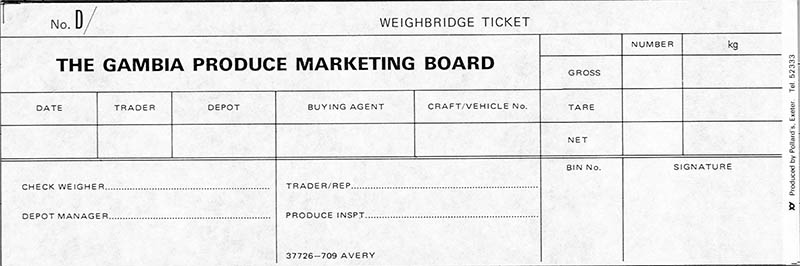 No. D/
WEIGHBRIDGE TICKET
THE GAMBIA PRODUCE MARKETING BOARD
NUMBER kg
GROSS
TARE
NET
DATE TRADER DEPOT BUYING AGENT CRAFT/VEHICLE No.
BIN No. SIGNATURE
CHECK WEIGHER
TRADER/REP.
DEPOT MANAGER
PRODUCE INSPT.
37726–709 AVERY
Produced by Pollard's, Exeter. Tel 52333